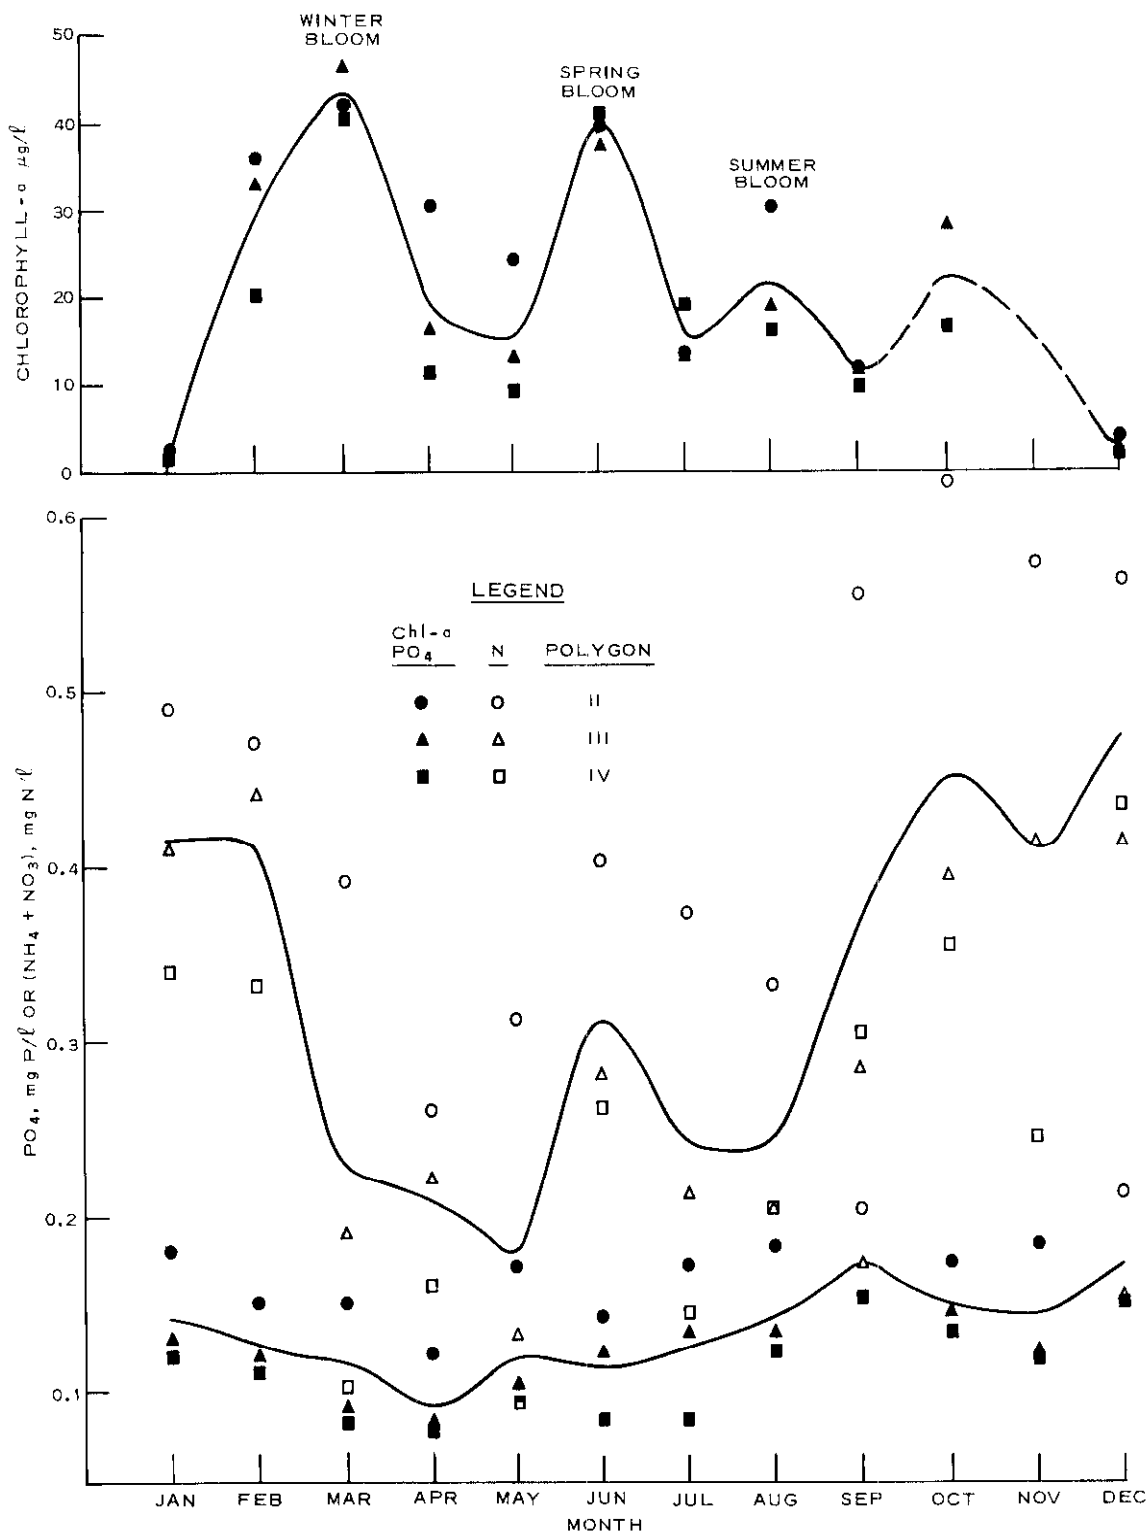 WINTER
BLOOM
SPRING
BLOOM
SUMMER
BLOOM
CHLOROPHYLL-a µg/ℓ
50
40
30
20
10
0
0.6
0.5
0.4
0.3
0.2
0.1
PO4, mg P/ℓ OR (NH4 + NO3), mg N/ℓ
LEGEND
Chl-a
PO4 N POLYGON
II
III
IV
JAN FEB MAR APR MAY JUN JUL AUG SEP OCT NOV DEC
MONTH